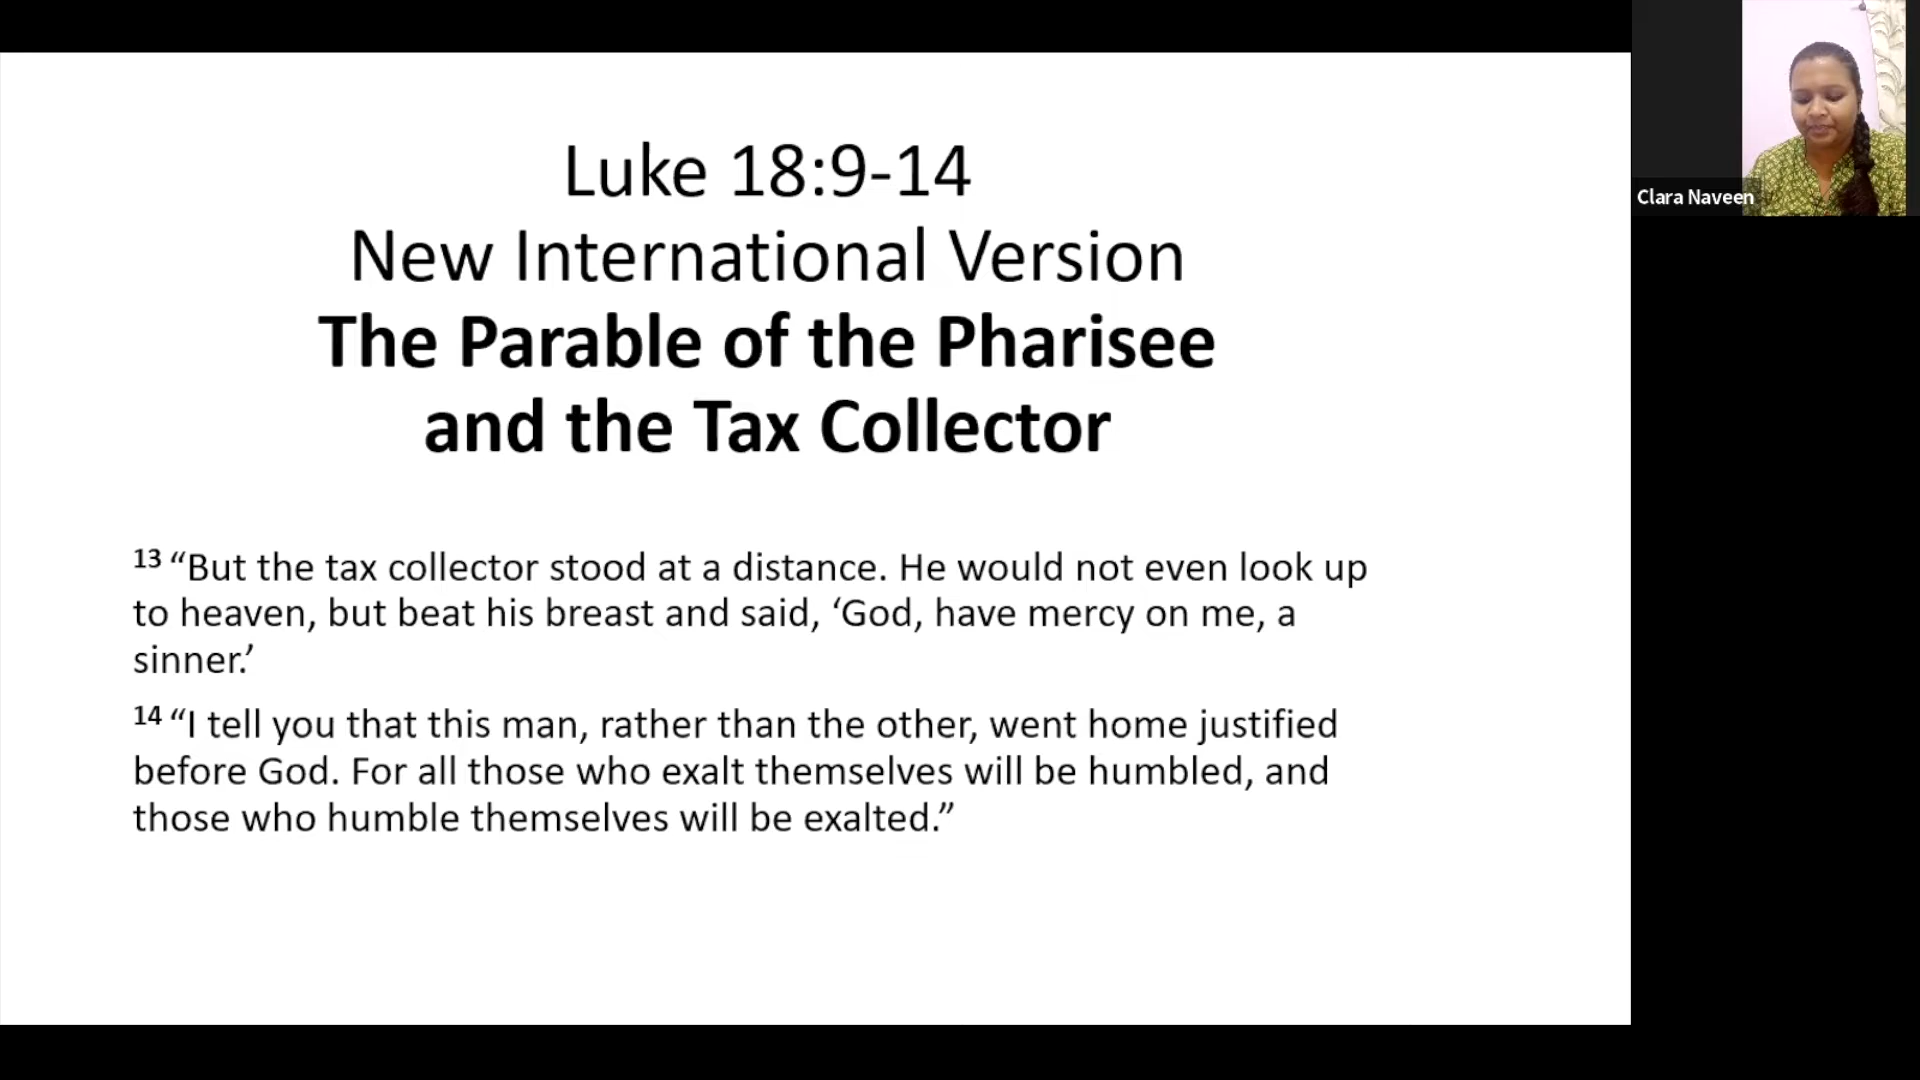 Luke 18:9-14
New International Version
The Parable of the Pharisee
and the Tax Collector
13 “But the tax collector stood at a distance. He would not even look up
to heaven, but beat his breast and said, ‘God, have mercy on me, a
sinner.’
14 “I tell you that this man, rather than the other, went home justified
before God. For all those who exalt themselves will be humbled, and
those who humble themselves will be exalted.”
Clara Naveen